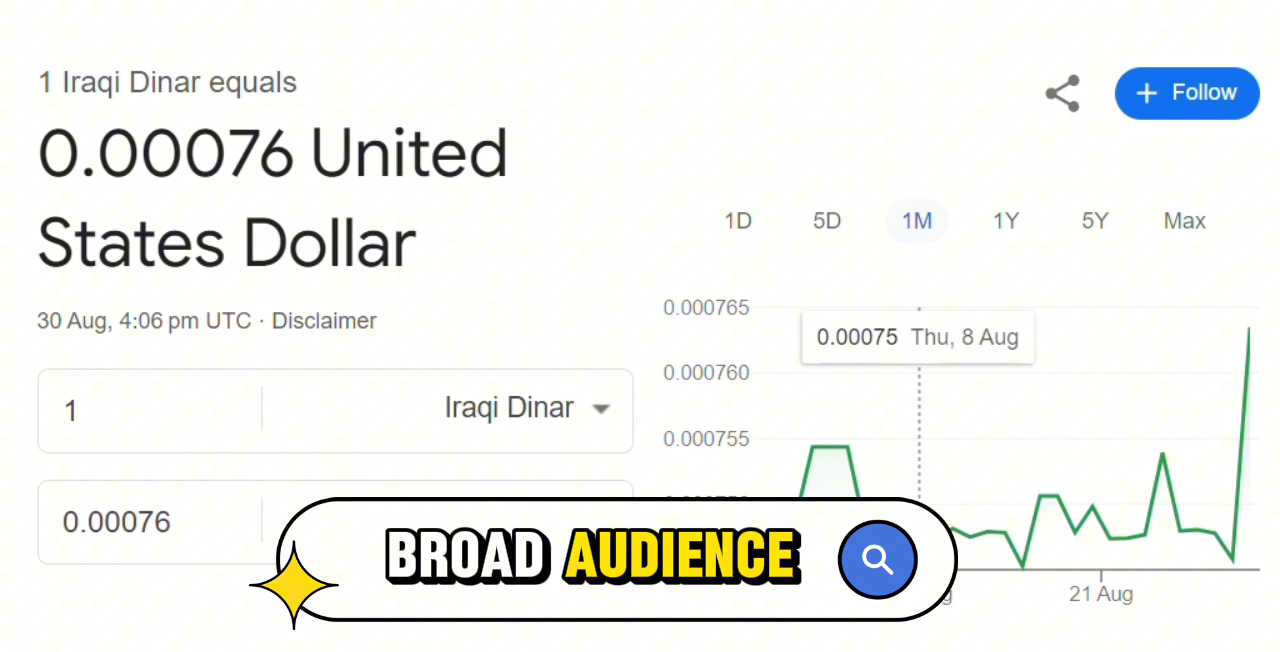 1 Iraqi Dinar equals
0.00076 United
States Dollar
30 Aug, 4:06 pm UTC · Disclaimer
1
Iraqi Dinar
0.00076
+ Follow
1D 5D 1M 1Y 5Y Max
0.000765
0.00075 Thu, 8 Aug
0.000760
0.000755
21 Aug
BROAD AUDIENCE